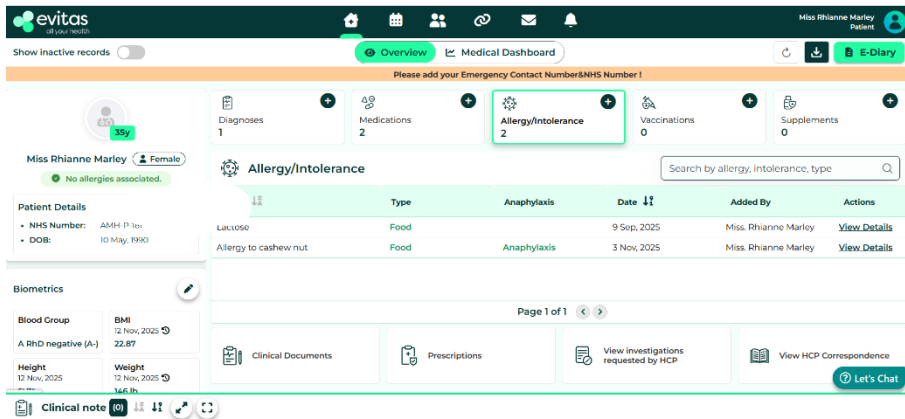 evitas
all your health
Miss Rhianne Marley
Patient
Show inactive records
Overview
Medical Dashboard
E-Diary
Please add your Emergency Contact Number&NHS Number !
35y
Miss Rhianne Marley
Female
No allergies associated.
Patient Details
NHS Number:
DOB: 10 May, 1990
Biometrics
Blood Group
A RhD negative (A-)
BMI
12 Nov, 2025
22.87
Height
12 Nov, 2025
Weight
12 Nov, 2025
146 lb
Diagnoses
1
Medications
2
Allergy/Intolerance
2
Vaccinations
0
Supplements
0
Allergy/Intolerance
Search by allergy, intolerance, type
Type Anaphylaxis Date Added By Actions
Lactose Food 9 Sep, 2025 Miss. Rhianne Marley View Details
Allergy to cashew nut Food Anaphylaxis 3 Nov, 2025 Miss. Rhianne Marley View Details
Page 1 of 1
Clinical Documents
Prescriptions
View investigations
requested by HCP
View HCP Correspondence
Let's Chat
Clinical note (0)